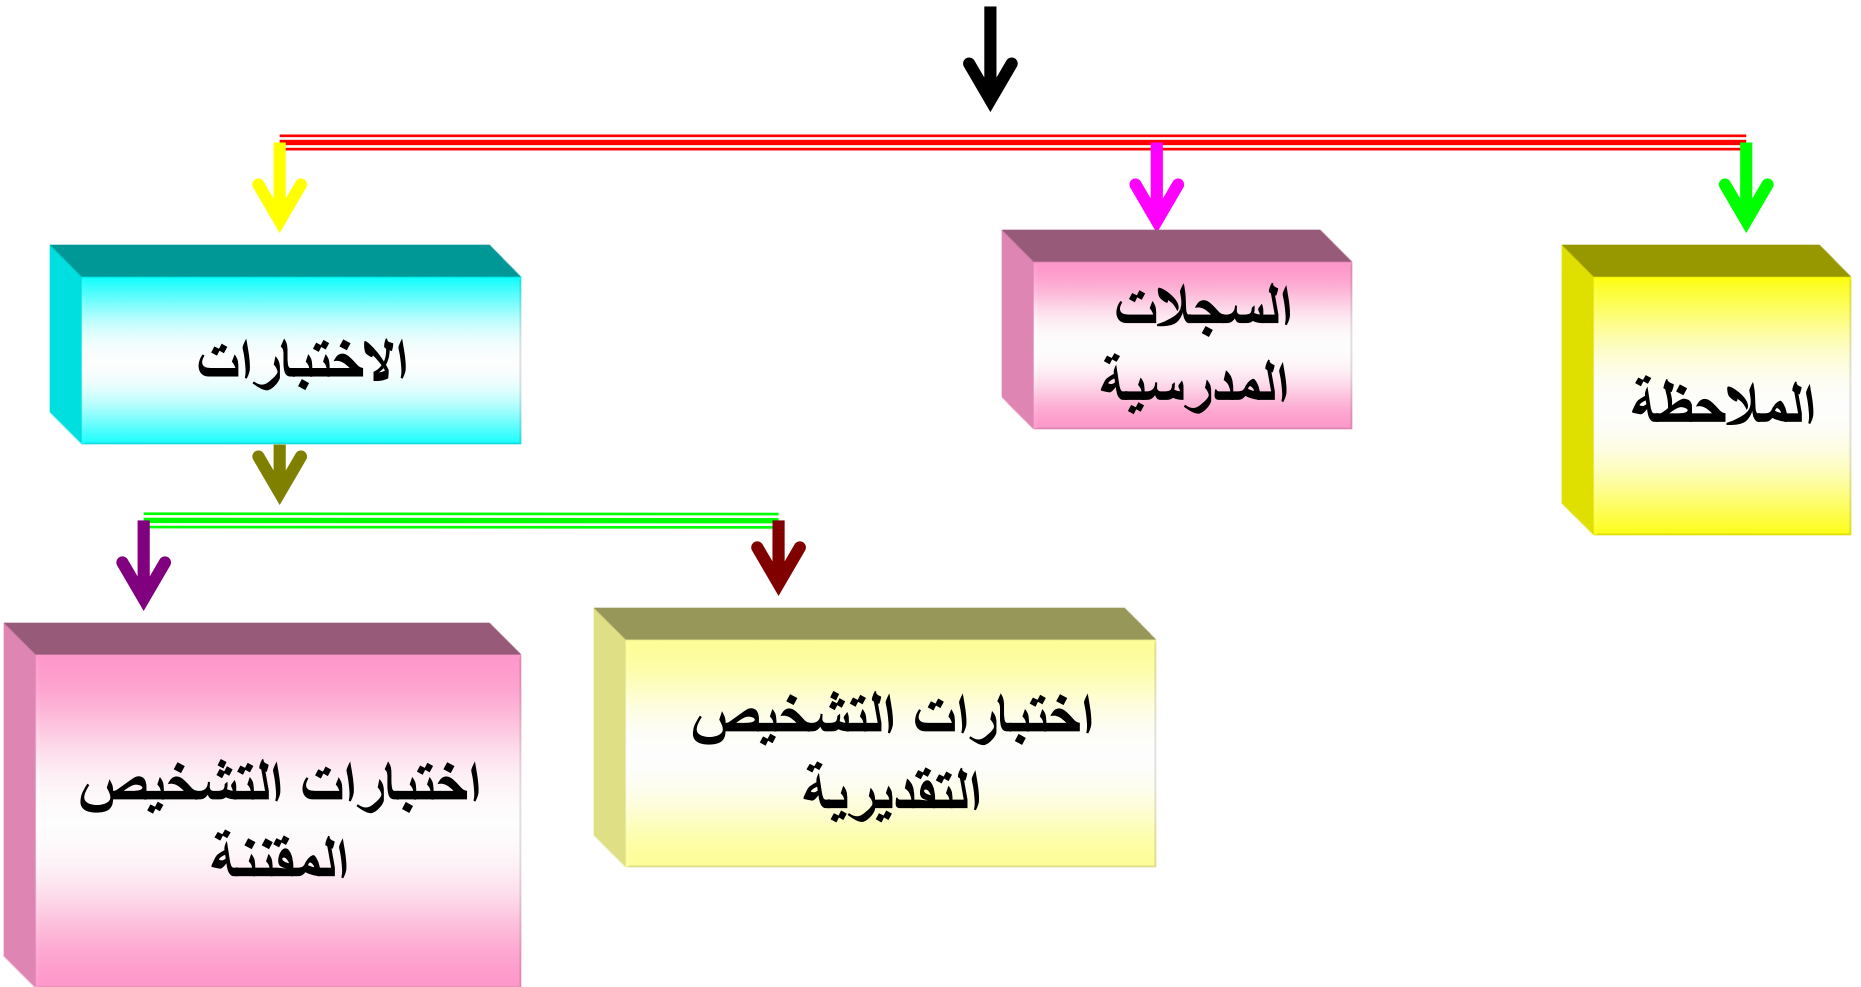 الملاحظة
السجلات
المدرسية
الاختبارات
اختبارات التشخيص
التقديرية
اختبارات التشخيص
المقننة